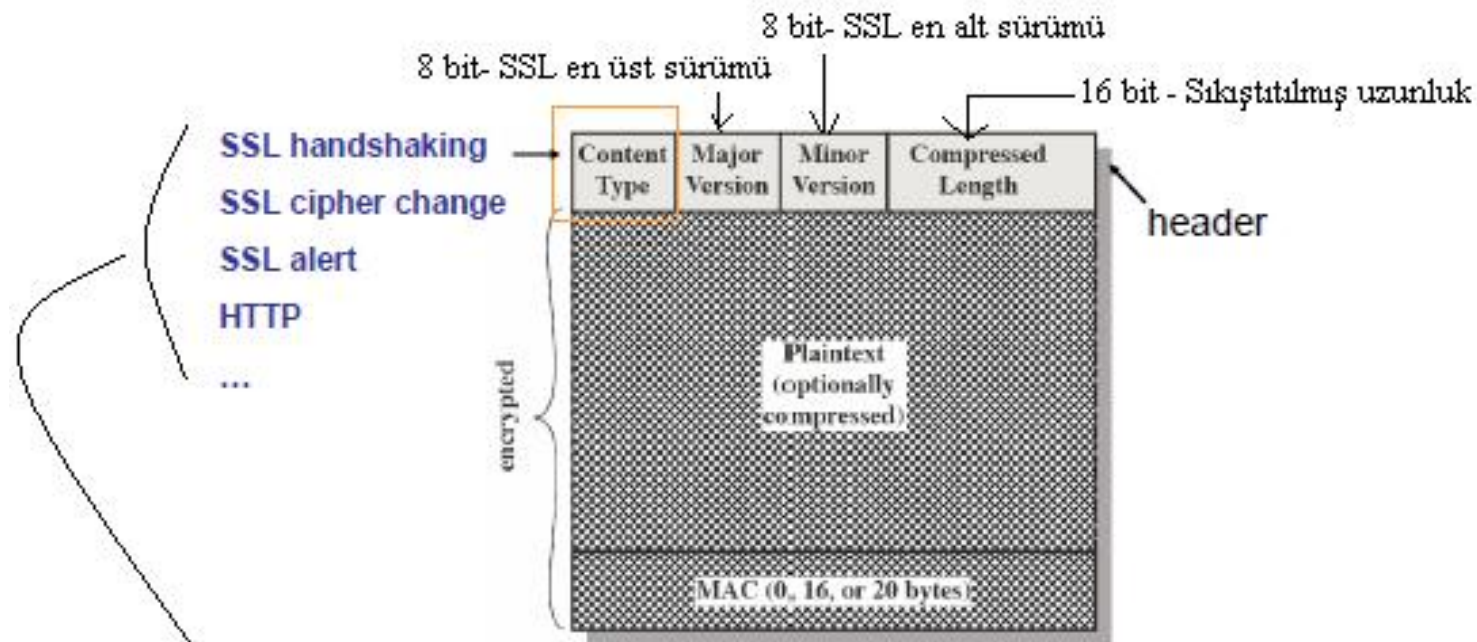 8 bit- SSL en alt sürümü
8 bit- SSL en üst sürümü
16 bit - Sıkıştıtılmış uzunluk
SSL handshaking
SSL cipher change
SSL alert
HTTP
...
Content
Type
Major
Version
Minor
Version
Compressed
Length
header
encrypted
Plaintext
(optionally
compressed)
MAC (0, 16, or 20 bytes)